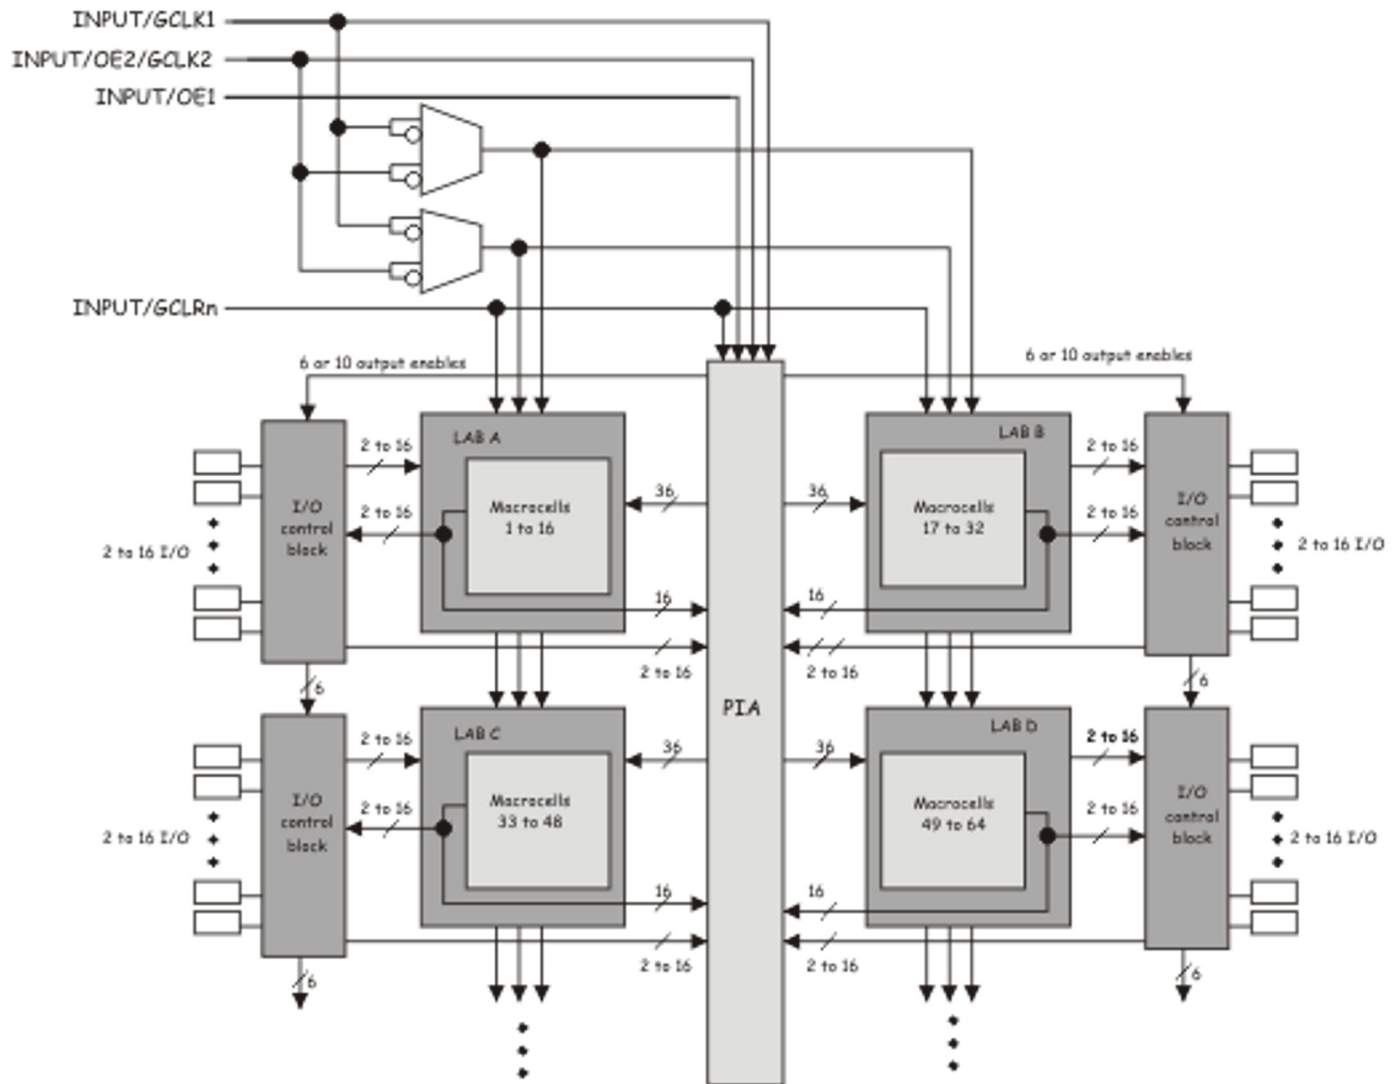 INPUT/GCLK1
INPUT/OE2/GCLK2
INPUT/OE1
INPUT/GCLRn
6 or 10 output enables
6 or 10 output enables
LAB A
LAB B
2 to 16
2 to 16
I/O
control
block
36
36
I/O
control
block
Macrocells
1 to 16
Macrocells
17 to 32
2 to 16
2 to 16
2 to 16 I/O
2 to 16 I/O
16
16
2 to 16
2 to 16
6
6
PIA
LAB C
LAB D
2 to 16
2 to 16
36
36
I/O
control
block
I/O
control
block
Macrocells
33 to 48
Macrocells
49 to 64
2 to 16
2 to 16
2 to 16 I/O
2 to 16 I/O
16
16
2 to 16
2 to 16
6
6